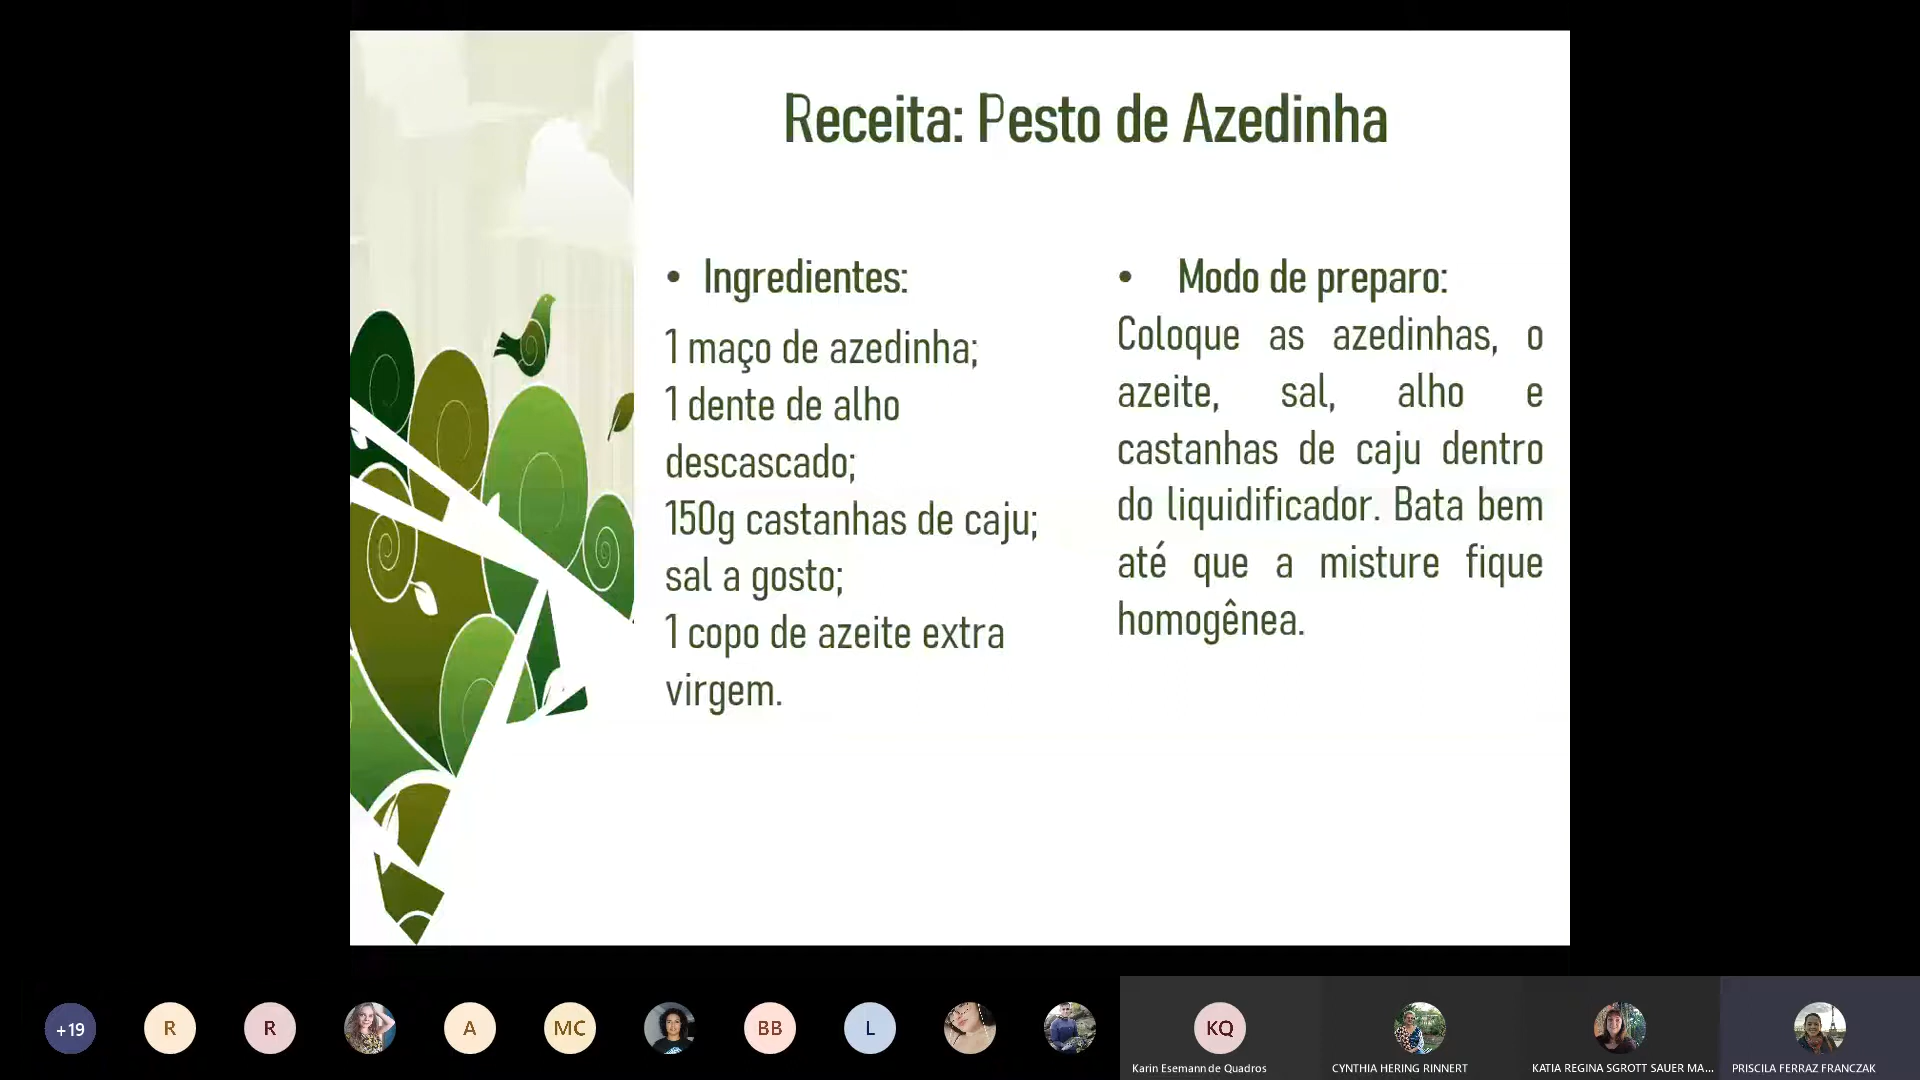 Receita: Pesto de Azedinha
• Ingredientes:
1 maço de azedinha;
1 dente de alho
descascado;
150g castanhas de caju;
sal a gosto;
1 copo de azeite extra
virgem.
• Modo de preparo:
Coloque as azedinhas, o
azeite, sal, alho e
castanhas de caju dentro
do liquidificador. Bata bem
até que a misture fique
homogênea.
+19
R
R
A
MC
BB
L
KQ
Karin Esemann de Quadros
CYNTHIA HERING RINNERT
KATIA REGINA SGROTT SAUER MA...
PRISCILA FERRAZ FRANCZAK